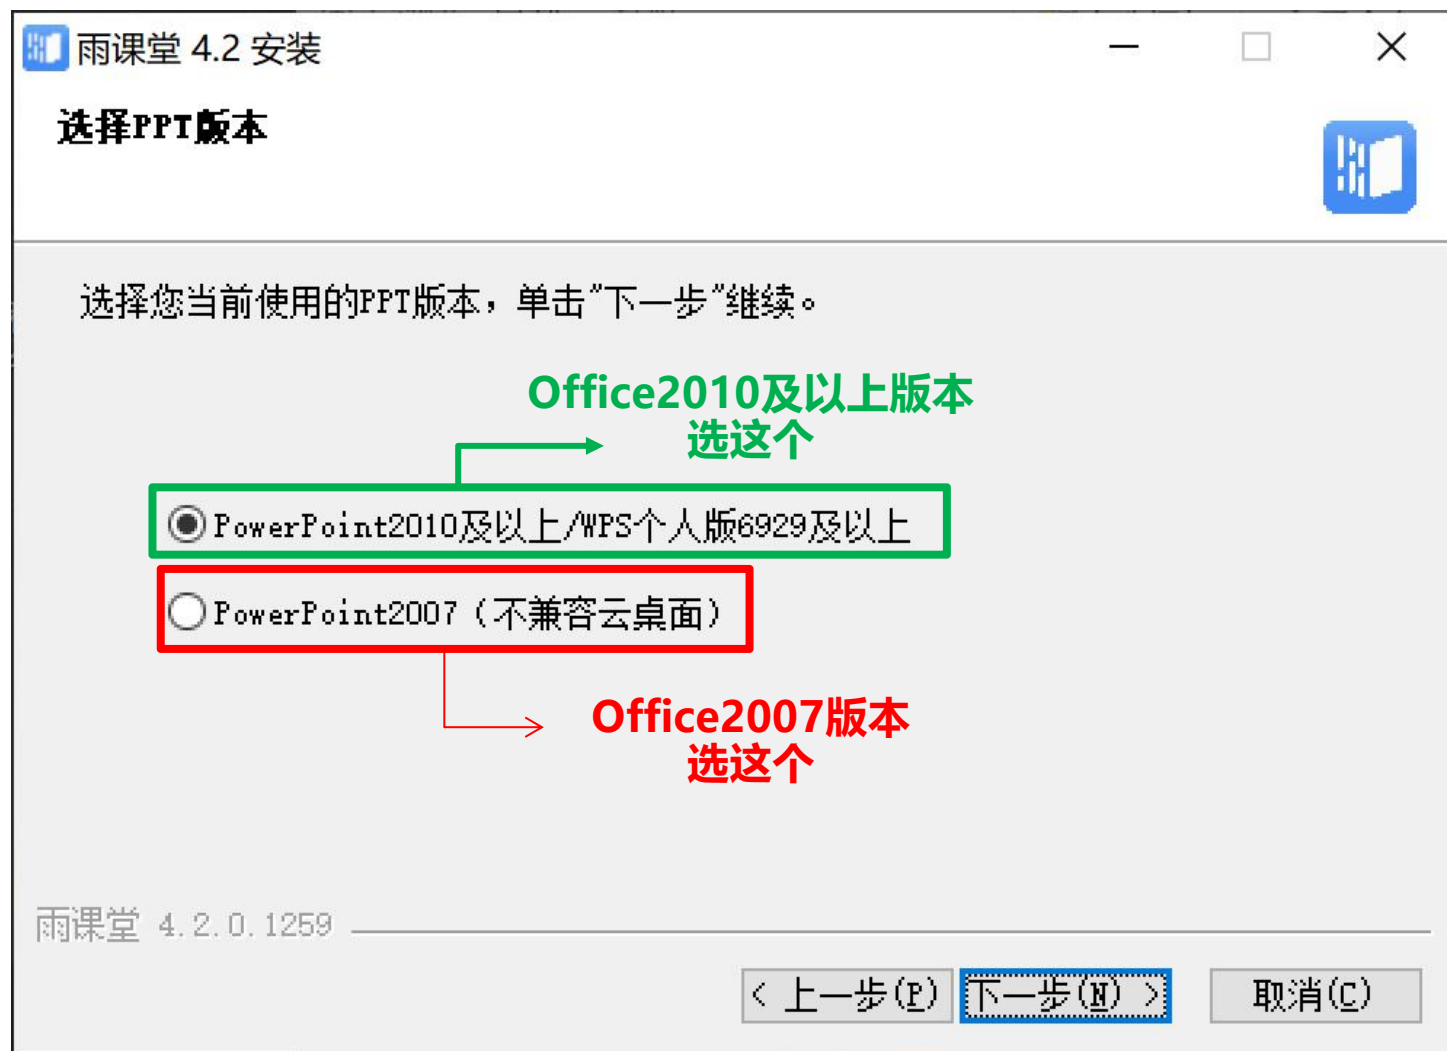 雨课堂 4.2 安装
选择PPT版本
选择您当前使用的PPT版本，单击"下一步"继续。
Office2010及以上版本
选这个
PowerPoint2010及以上/WPS个人版6929及以上
PowerPoint2007（不兼容云桌面）
Office2007版本
选这个
雨课堂 4.2.0.1259
< 上一步(P) 下一步(N) > 取消(C)